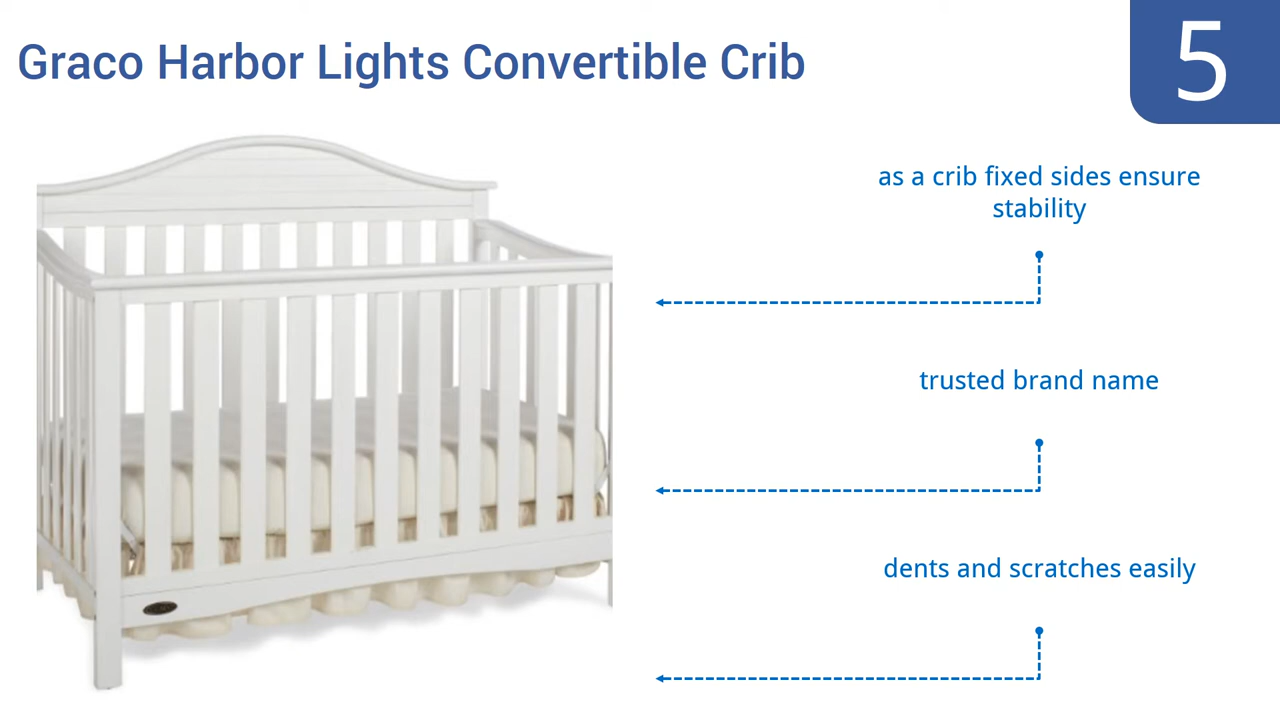 Graco Harbor Lights Convertible Crib
5
as a crib fixed sides ensure
stability
trusted brand name
dents and scratches easily